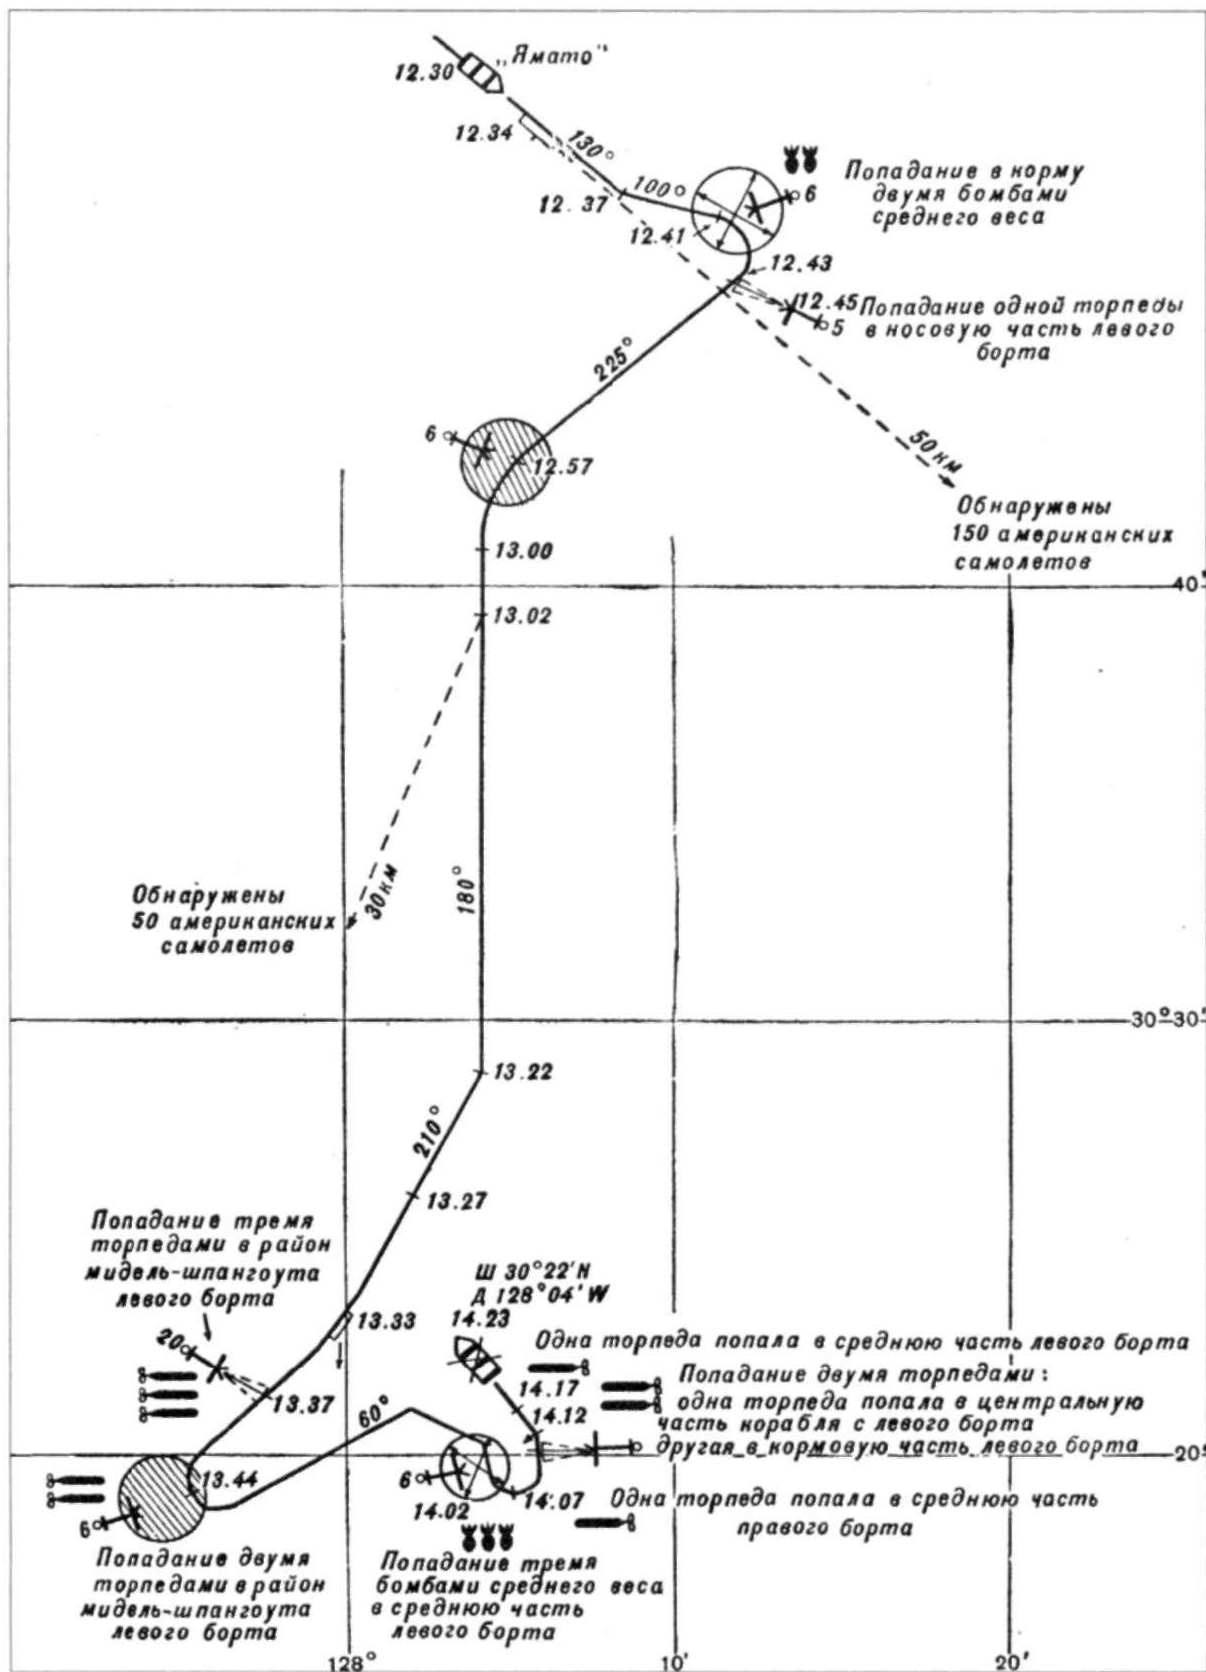 „Ямато“
12.30
12.34
130°
100°
12.37
12.41
6
Попадание в корму
двумя бомбами
среднего веса
12.43
12.45
5
Попадание одной торпеды
в носовую часть левого
борта
225°
6
12.57
50 км
Обнаружены
150 американских
самолетов
13.00
40'
13.02
30 км
180°
Обнаружены
50 американских
самолетов
30°30'
13.22
210°
13.27
Попадание тремя
торпедами в район
мидель-шпангоута
левого борта
20
13.33
13.37
Ш 30°22'N
Д 128°04'W
14.23
Одна торпеда попала в среднюю часть левого борта
14.17
Попадание двумя торпедами:
одна торпеда попала в центральную
часть корабля с левого борта
другая в кормовую часть левого борта
14.12
60°
20'
13.44
6
6
14.02
14.07
Одна торпеда попала в среднюю часть
правого борта
Попадание двумя
торпедами в район
мидель-шпангоута
левого борта
Попадание тремя
бомбами среднего веса
в среднюю часть
левого борта
128°
10'
20'